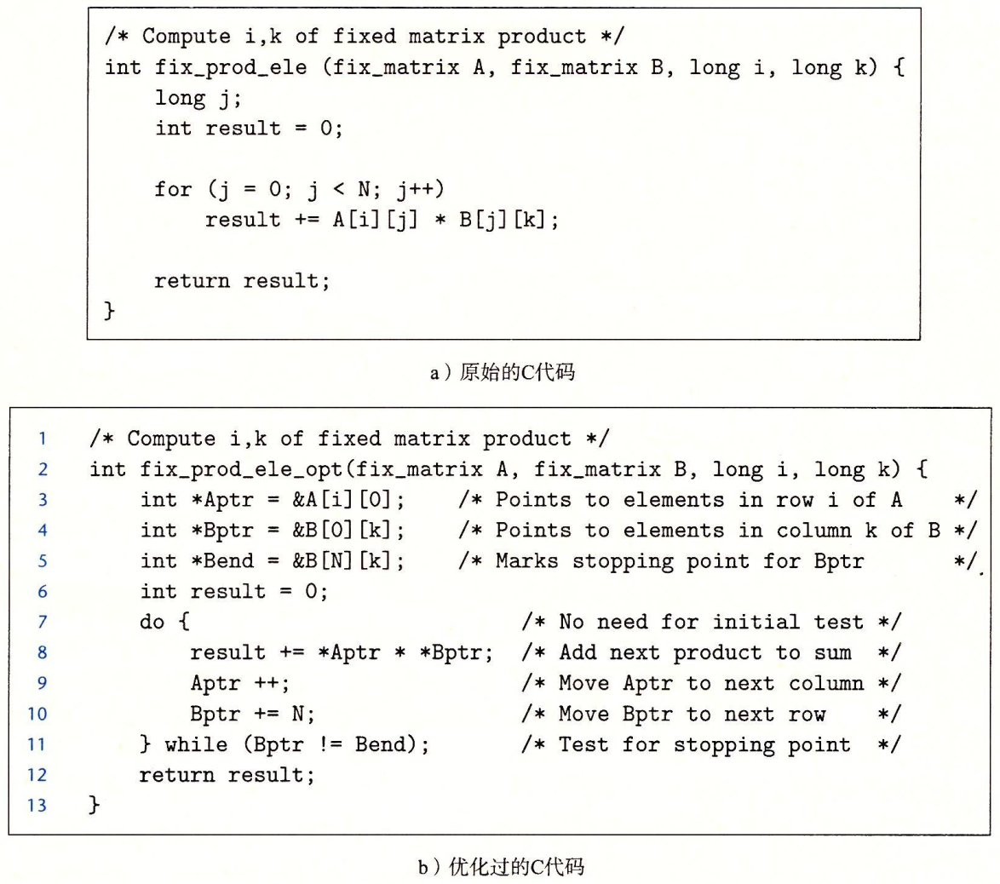 /* Compute i,k of fixed matrix product */
int fix_prod_ele (fix_matrix A, fix_matrix B, long i, long k) {
    long j;
    int result = 0;

    for (j = 0; j < N; j++)
        result += A[i][j] * B[j][k];

    return result;
}
a）原始的C代码
1    /* Compute i,k of fixed matrix product */
2    int fix_prod_ele_opt(fix_matrix A, fix_matrix B, long i, long k) {
3        int *Aptr = &A[i][0];    /* Points to elements in row i of A    */
4        int *Bptr = &B[0][k];    /* Points to elements in column k of B */
5        int *Bend = &B[N][k];    /* Marks stopping point for Bptr       */
6        int result = 0;
7        do {                          /* No need for initial test */
8            result += *Aptr * *Bptr;  /* Add next product to sum  */
9            Aptr ++;                  /* Move Aptr to next column */
10            Bptr += N;                /* Move Bptr to next row    */
11        } while (Bptr != Bend);       /* Test for stopping point  */
12        return result;
13    }
b）优化过的C代码